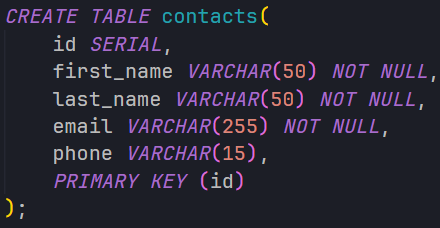 CREATE TABLE contacts(
    id SERIAL,
    first_name VARCHAR(50) NOT NULL,
    last_name VARCHAR(50) NOT NULL,
    email VARCHAR(255) NOT NULL,
    phone VARCHAR(15),
    PRIMARY KEY (id)
);